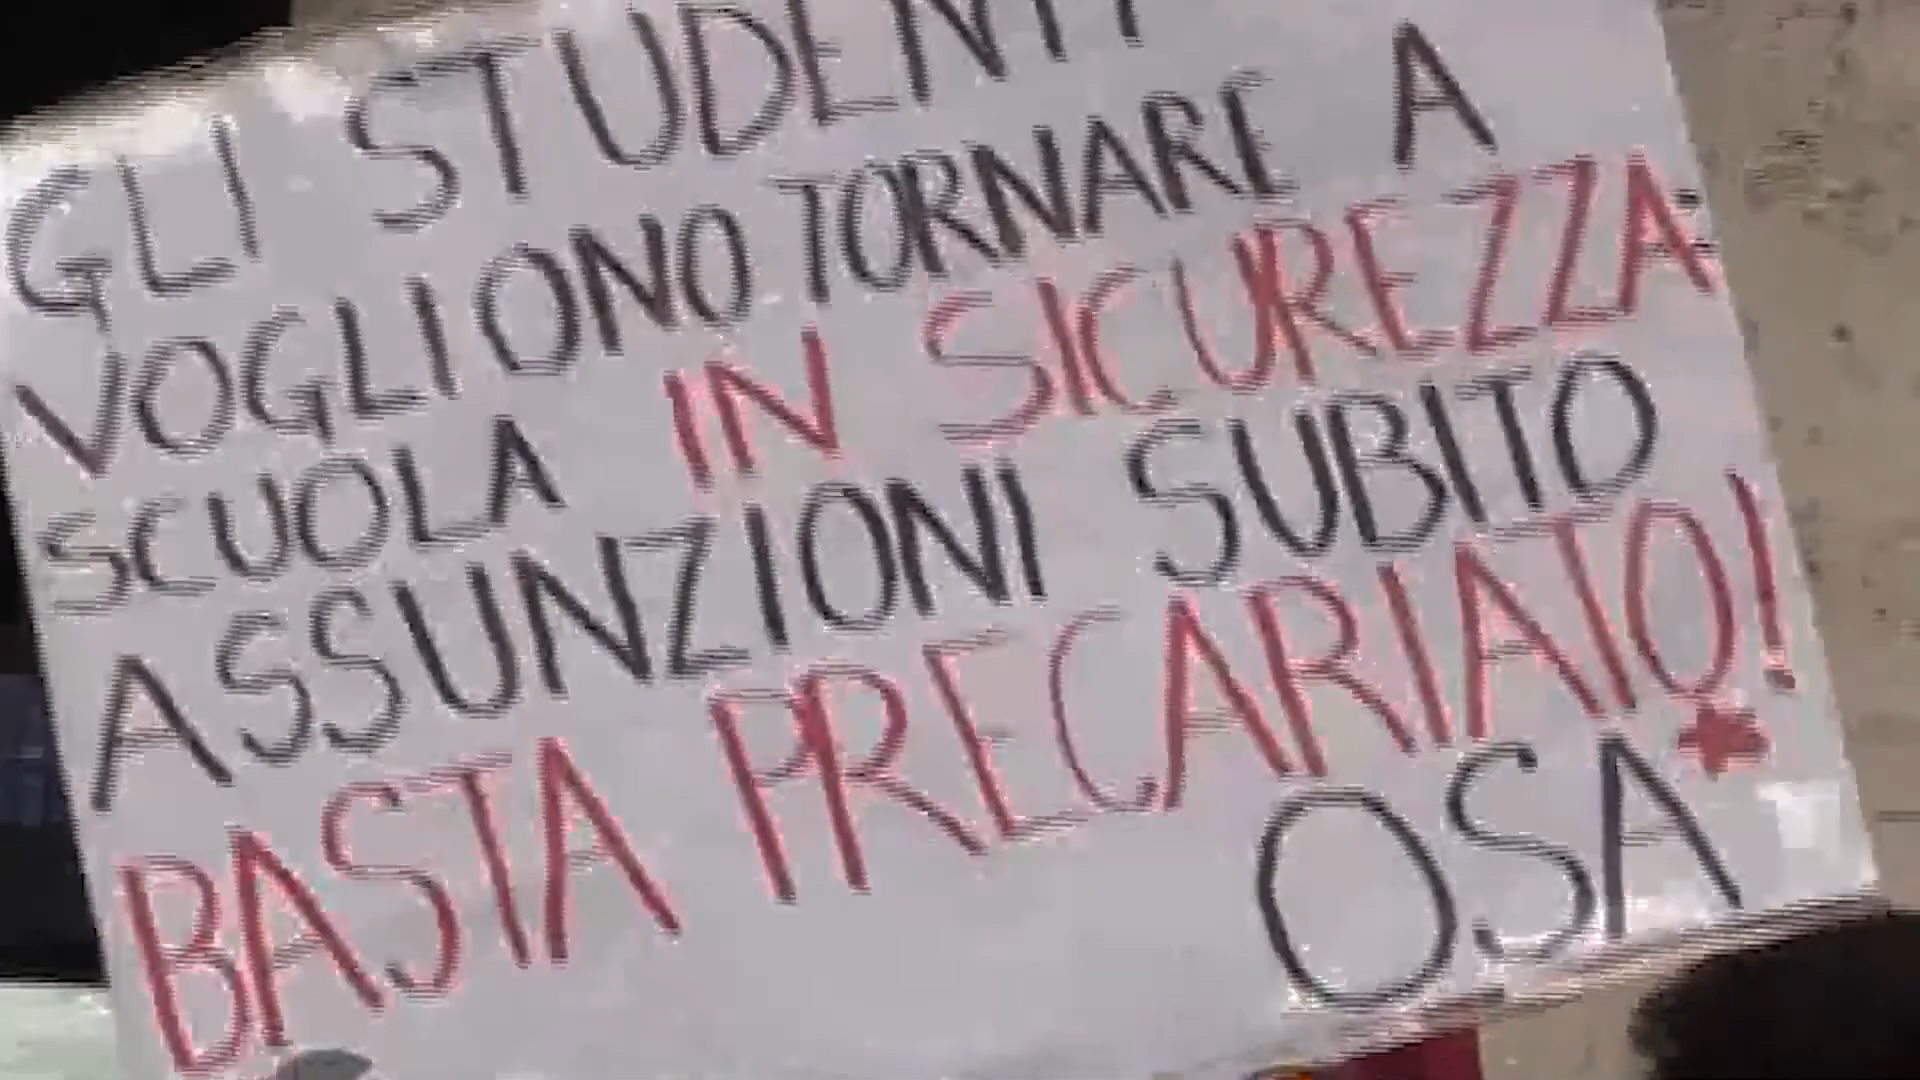 GLI STUDENTI
VOGLIONO TORNARE A
SCUOLA IN SICUREZZA
ASSUNZIONI SUBITO
BASTA PRECARIATO!
OSA